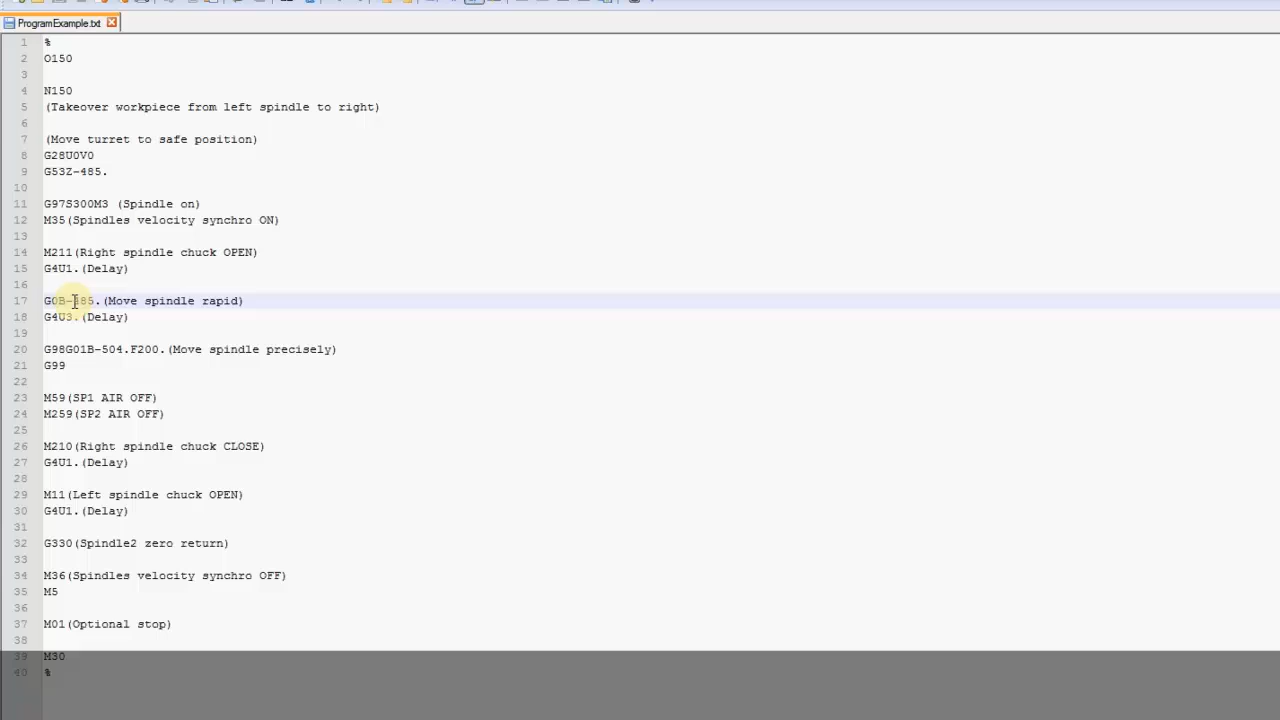 ProgramExample.txt
1 %
2 O150
3
4 N150
5 (Takeover workpiece from left spindle to right)
6
7 (Move turret to safe position)
8 G28U0V0
9 G53Z-485.
10
11 G97S300M3 (Spindle on)
12 M35(Spindles velocity synchro ON)
13
14 M211(Right spindle chuck OPEN)
15 G4U1.(Delay)
16
17 G0B-485.(Move spindle rapid)
18 G4U3.(Delay)
19
20 G98G01B-504.F200.(Move spindle precisely)
21 G99
22
23 M59(SP1 AIR OFF)
24 M259(SP2 AIR OFF)
25
26 M210(Right spindle chuck CLOSE)
27 G4U1.(Delay)
28
29 M11(Left spindle chuck OPEN)
30 G4U1.(Delay)
31
32 G330(Spindle2 zero return)
33
34 M36(Spindles velocity synchro OFF)
35 M5
36
37 M01(Optional stop)
38
39 M30
40 %